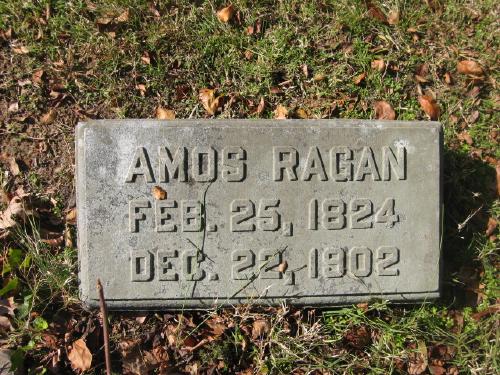 AMOS RAGAN
FEB. 25, 1824
DEC. 22, 1902